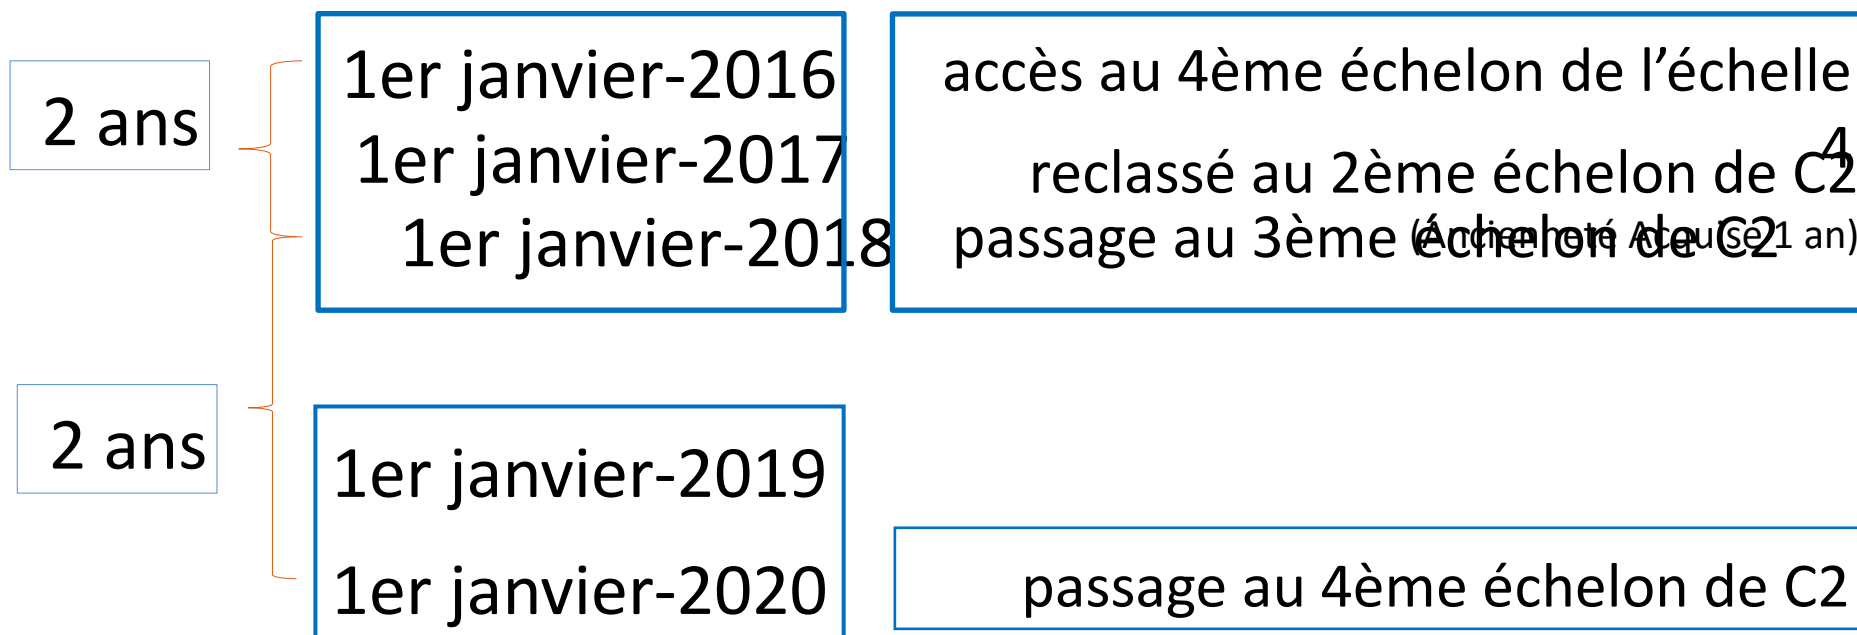 2 ans
1er janvier-2016
1er janvier-2017
1er janvier-2018
accès au 4ème échelon de l’échelle
4
reclassé au 2ème échelon de C2
(Ancienneté Acquise 1 an)
passage au 3ème échelon de C2
2 ans
1er janvier-2019
1er janvier-2020
passage au 4ème échelon de C2